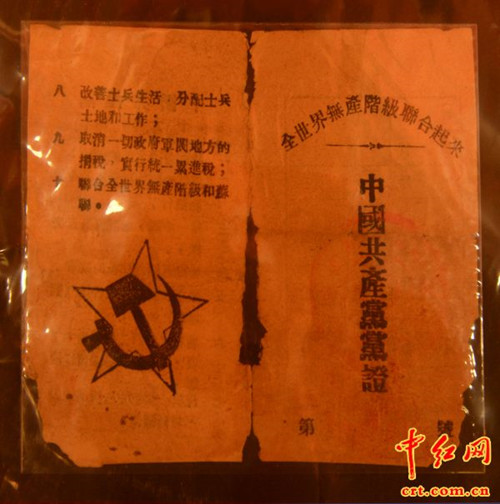 全世界無產階級聯合起來
中國共產黨黨證
第 號
八 改善士兵生活，分配士兵
土地和工作；
九 取消一切政府軍閥地方的
捐稅，實行統一累進稅；
十 聯合全世界無產階級和蘇
聯。
中红网
crt.com.cn